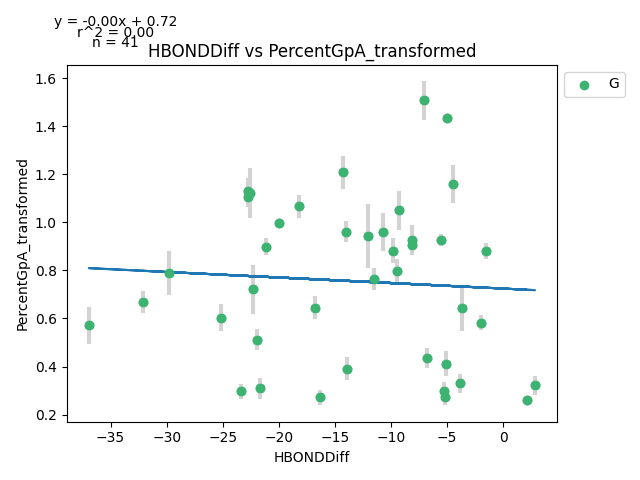 y = -0.00x + 0.72
r^2 = 0.00
n = 41
HBONDDiff vs PercentGpA_transformed
G
PercentGpA_transformed
1.6
1.4
1.2
1.0
0.8
0.6
0.4
0.2
−35
−30
−25
−20
−15
−10
−5
0
HBONDDiff